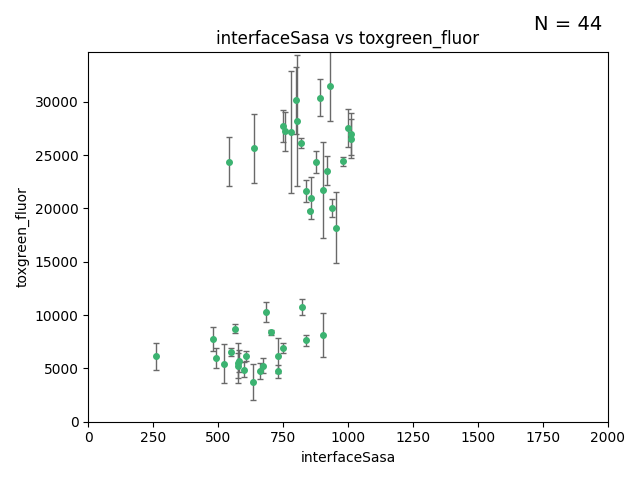 N = 44
interfaceSasa vs toxgreen_fluor
30000
25000
20000
15000
10000
5000
0
toxgreen_fluor
0 250 500 750 1000 1250 1500 1750 2000
interfaceSasa